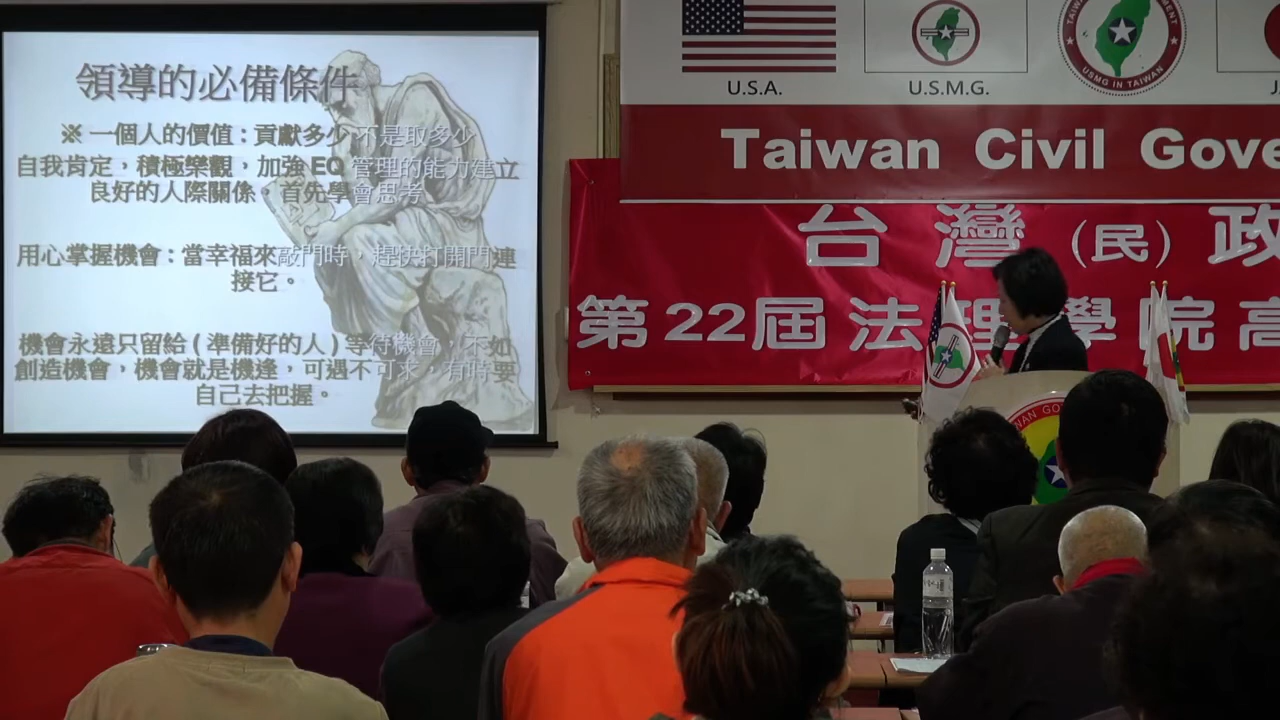 領導的必備條件
※ 一個人的價值：貢獻多少 不是取多少
自我肯定，積極樂觀，加強 EQ 管理的能力建立
良好的人際關係。首先學會思考
用心掌握機會：當幸福來敲門時，趕快打開門連
接它。
機會永遠只留給 ( 準備好的人 ) 等待機會，不如
創造機會，機會就是機逢，可遇不可求，有時要
自己去把握。
U.S.A.
U.S.M.G.
USMG IN TAIWAN
Taiwan Civil Gove
台灣（民）政
第22屆法理學院高